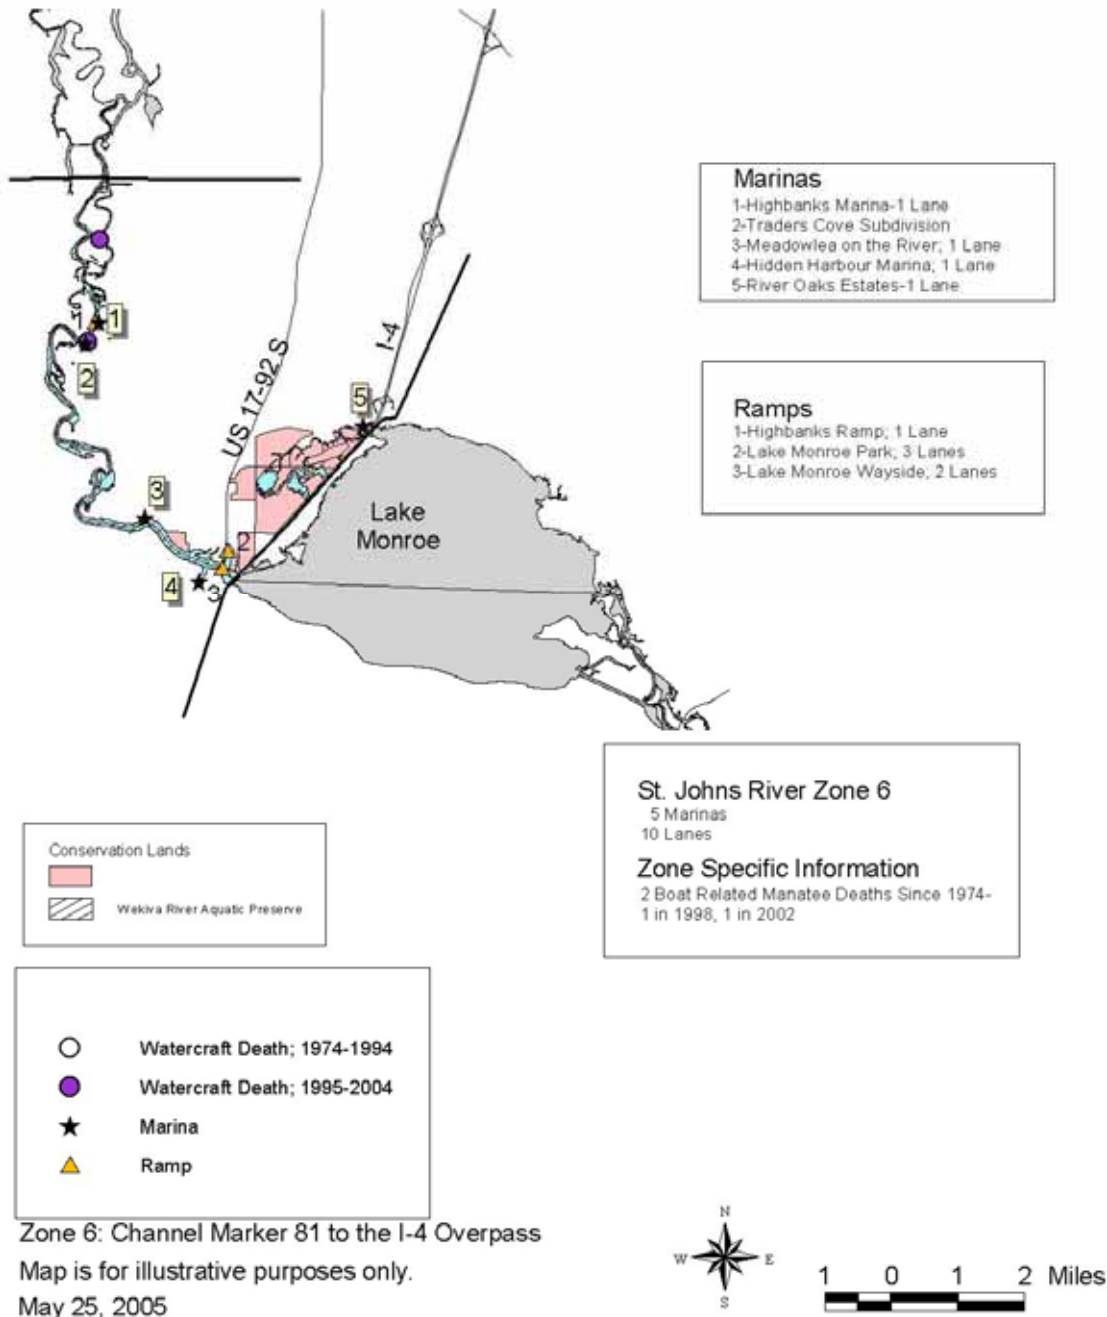 Marinas
1-Highbanks Marina-1 Lane
2-Traders Cove Subdivision
3-Meadowlea on the River; 1 Lane
4-Hidden Harbour Marina; 1 Lane
5-River Oaks Estates-1 Lane
Ramps
1-Highbanks Ramp; 1 Lane
2-Lake Monroe Park; 3 Lanes
3-Lake Monroe Wayside; 2 Lanes
1
1
2
US 17-92 S
I-4
5
3
2
4
3
Lake
Monroe
St. Johns River Zone 6
5 Marinas
10 Lanes
Zone Specific Information
2 Boat Related Manatee Deaths Since 1974-
1 in 1998, 1 in 2002
Conservation Lands
Wekiva River Aquatic Preserve
Watercraft Death; 1974-1994
Watercraft Death; 1995-2004
Marina
Ramp
Zone 6: Channel Marker 81 to the I-4 Overpass
Map is for illustrative purposes only.
May 25, 2005
N
W E
S
1 0 1 2 Miles